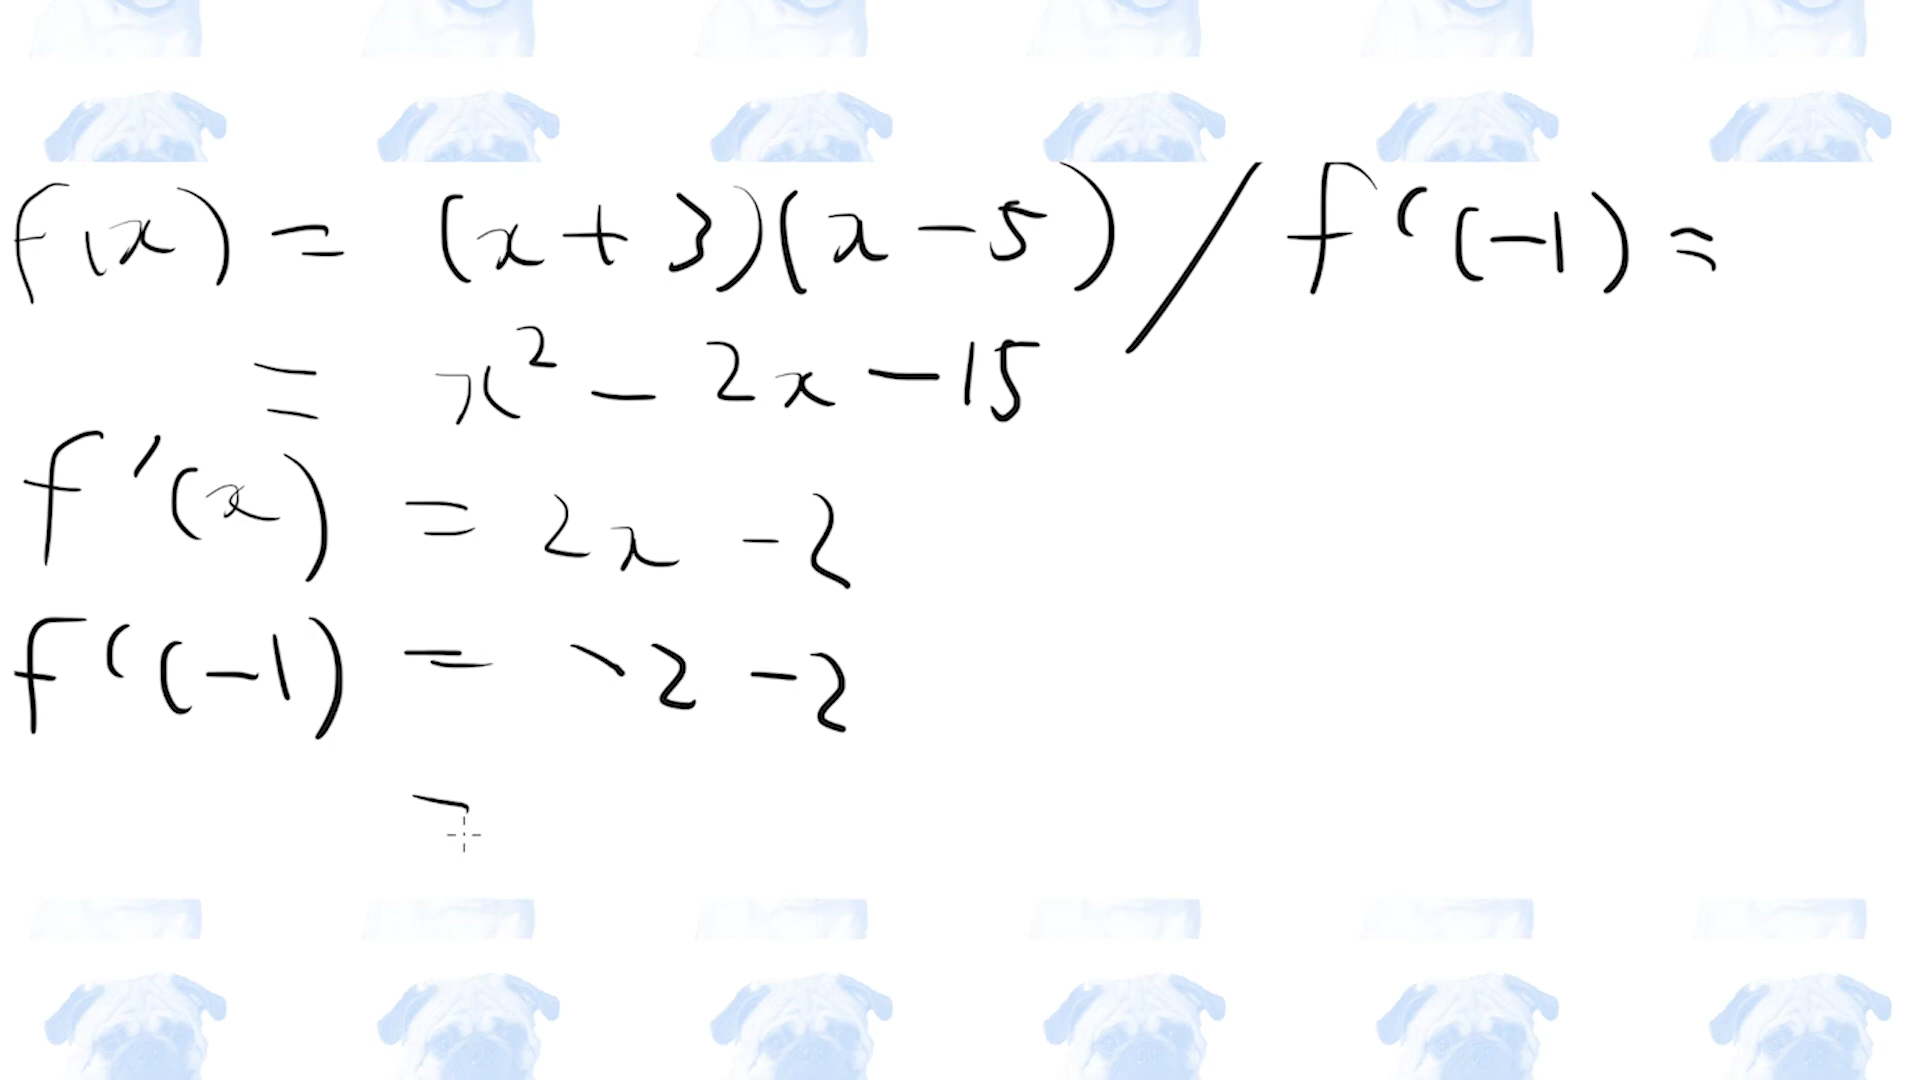 f(x) = (x+3)(x-5) / f'(-1) =
= x² - 2x - 15
f'(x) = 2x - 2
f'(-1) = -2 - 2